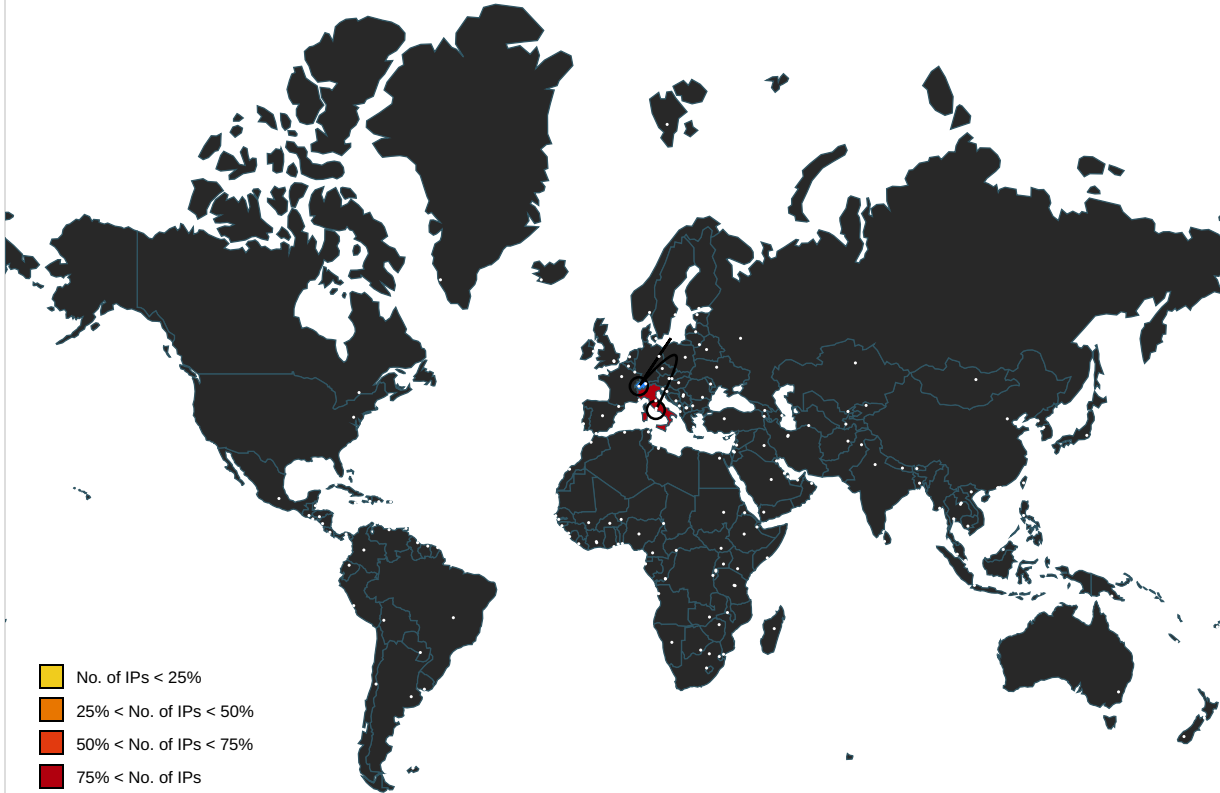 No. of IPs < 25%
25% < No. of IPs < 50%
50% < No. of IPs < 75%
75% < No. of IPs